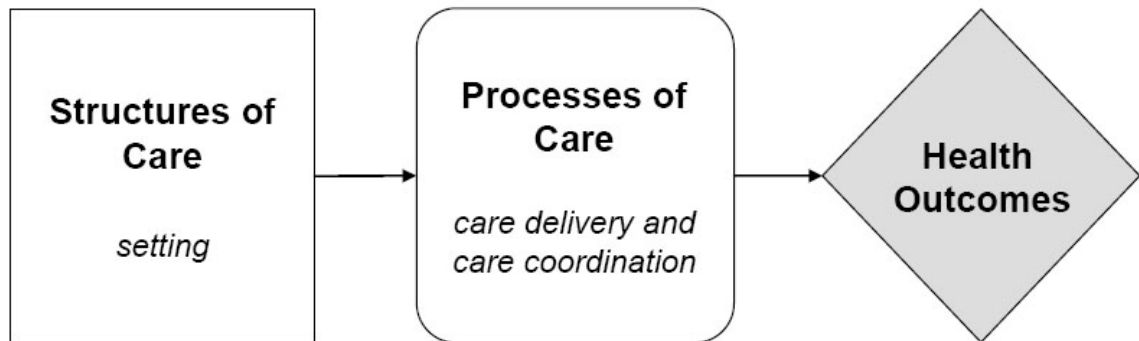 Structures of
Care
setting
Processes of
Care
care delivery and
care coordination
Health
Outcomes